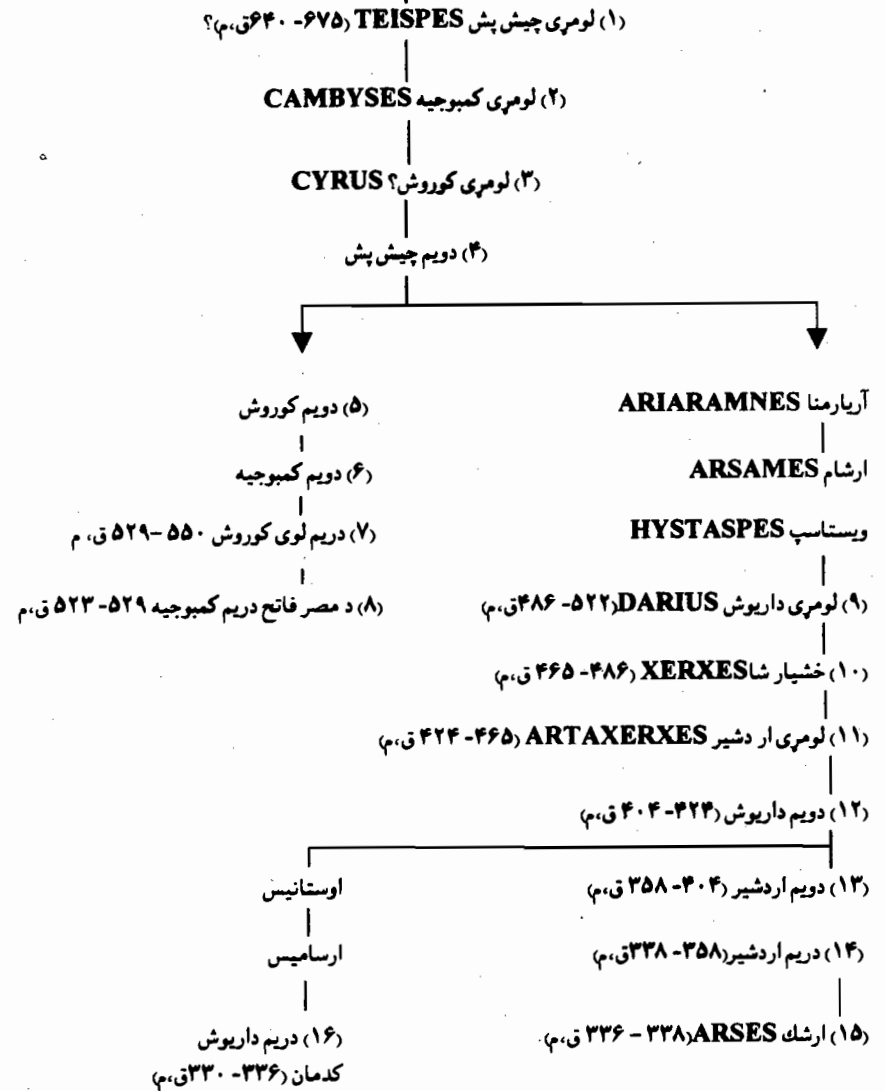 (۱) لومړی چیش پش TEISPES (۶۷۵- ۶۴۰ق،م)؟
(۲) لومړی کمبوجیه CAMBYSES
(۳) لومړی کوروش؟ CYRUS
(۴) دویم چیش پش
آریارمنا ARIARAMNES
(۵) دویم کوروش
ارشام ARSAMES
(۶) دویم کمبوجیه
ویستاسپ HYSTASPES
(۷) دریم لوی کوروش ۵۵۰ –۵۲۹ ق، م
(۹) لومړی داریوش DARIUS(۵۲۲- ۴۸۶ق،م)
(۸) د مصر فاتح دریم کمبوجیه ۵۲۹- ۵۲۳ ق،م
(۱۰) خشیار شاXERXES (۴۸۶- ۴۶۵ ق،م)
(۱۱) لومړی ار دشیر ARTAXERXES (۴۶۵- ۴۲۴ ق،م)
(۱۲) دویم داریوش (۴۲۴-۴۰۴ ق،م)
(۱۳) دویم اردشیر (۴۰۴- ۳۵۸ ق،م)
اوستانیس
(۱۴) دریم اردشیر(۳۵۸- ۳۳۸ق،م)
ارسامیس
(۱۵) ارشك ARSES(۳۳۸ – ۳۳۶ ق،م)
(۱۶) دریم داریوش
کدمان (۳۳۶- ۳۳۰ق،م)